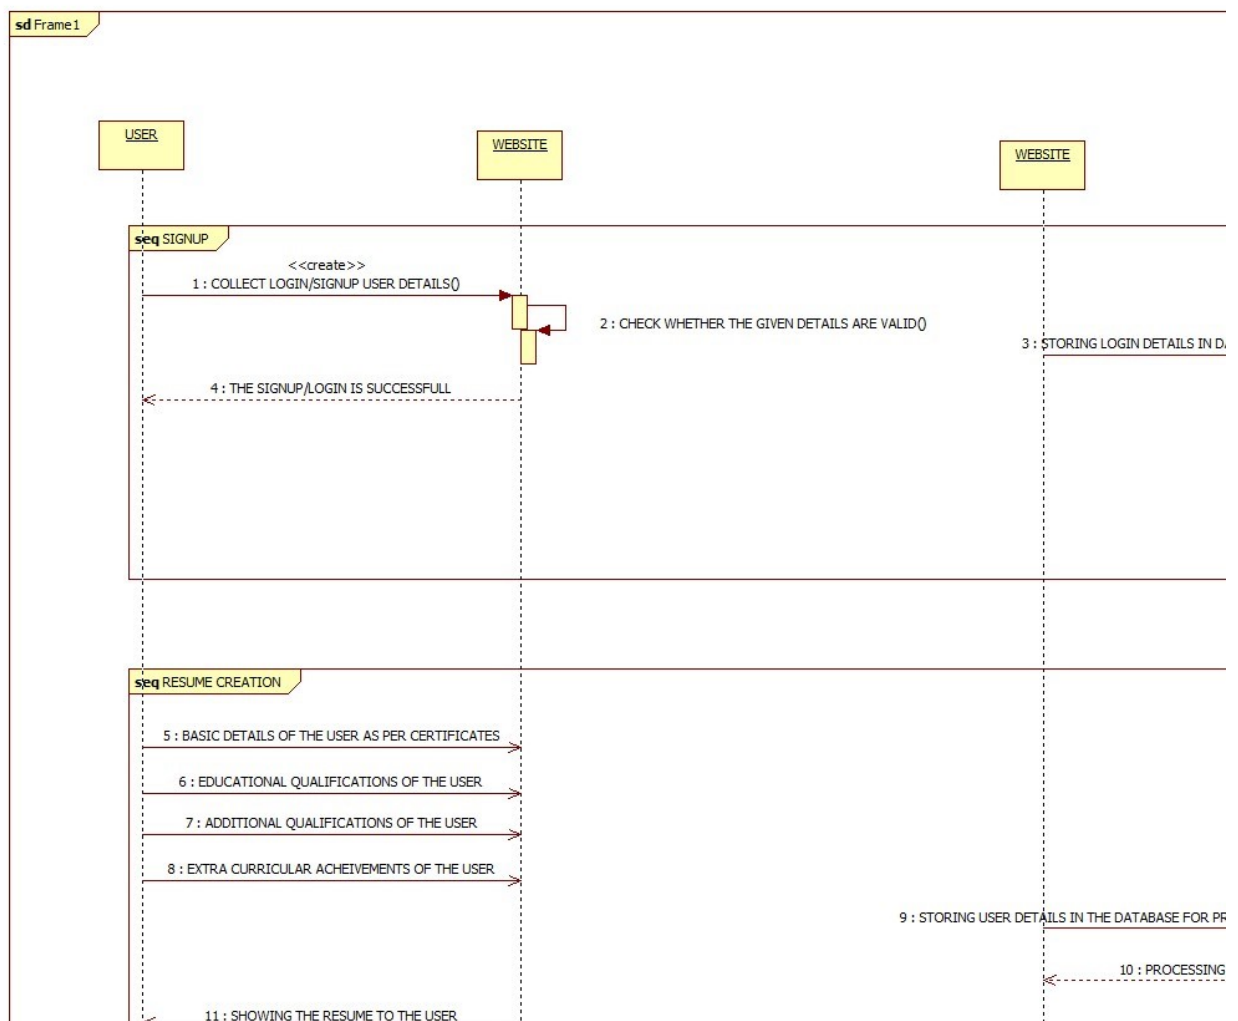 sd Frame1
USER
WEBSITE
WEBSITE
seq SIGNUP
<<create>>
1 : COLLECT LOGIN/SIGNUP USER DETAILS()
2 : CHECK WHETHER THE GIVEN DETAILS ARE VALID()
3 : STORING LOGIN DETAILS IN
4 : THE SIGNUP/LOGIN IS SUCCESSFULL
seq RESUME CREATION
5 : BASIC DETAILS OF THE USER AS PER CERTIFICATES
6 : EDUCATIONAL QUALIFICATIONS OF THE USER
7 : ADDITIONAL QUALIFICATIONS OF THE USER
8 : EXTRA CURRICULAR ACHEIVEMENTS OF THE USER
9 : STORING USER DETAILS IN THE DATABASE FOR
10 : PROCESSING
11 : SHOWING THE RESUME TO THE USER